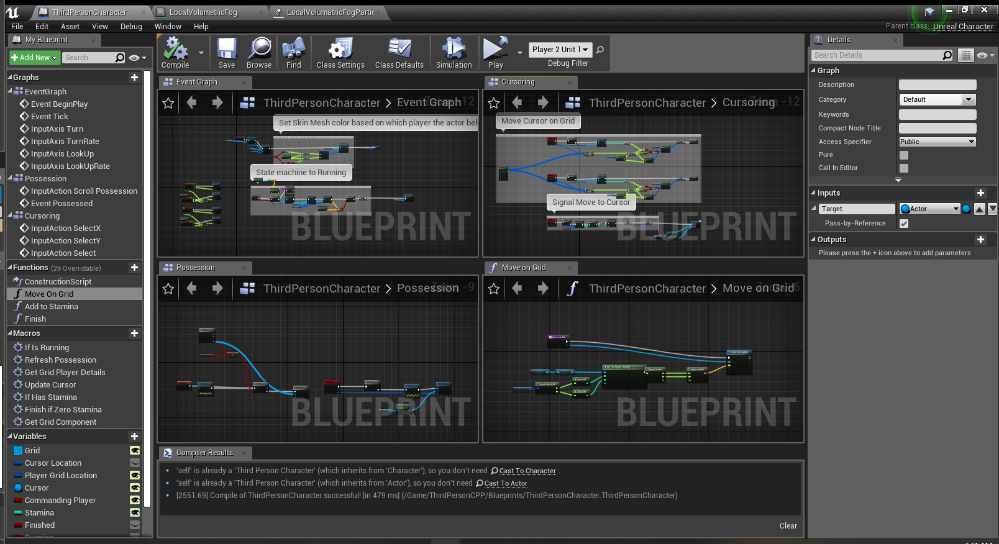 ThirdPersonCharacter
LocalVolumetricFog
LocalVolumatricFogPartic
File Edit Asset View Debug Window Help
Parent class: Unreal Character
My Blueprint
Add New
Search
Graphs
EventGraph
Event BeginPlay
Event Tick
InputAxis Turn
InputAxis TurnRate
InputAxis LookUp
InputAxis LookUpRate
Possession
InputAction Scroll Possession
Event Possessed
Cursoring
InputAction SelectX
InputAction SelectY
InputAction Select
Functions (29 Overridable)
ConstructionScript
Move On Grid
Add to Stamina
Finish
Macros
If Is Running
Refresh Possession
Get Grid Player Details
Update Cursor
If Has Stamina
Finish if Zero Stamina
Get Grid Component
Variables
Grid
Cursor Location
Player Grid Location
Cursor
Commanding Player
Stamina
Finished
Running
Compile
Save
Browse
Find
Class Settings
Class Defaults
Simulation
Play
Player 2 Unit 1
Debug Filter
Event Graph
ThirdPersonCharacter > Event Graph
Zoom -12
Set Skin Mesh color based on which player the actor bel
State machine to Running
BLUEPRINT
Cursoring
ThirdPersonCharacter > Cursoring
Zoom -12
Move Cursor on Grid
Signal Move to Cursor
BLUEPRINT
Possession
ThirdPersonCharacter > Possession
Zoom -9
BLUEPRINT
Move on Grid
ThirdPersonCharacter > Move on Grid
Zoom -6
Move on Grid
BLUEPRINT
Compiler Results
'self' is already a 'Third Person Character' (which inherits from 'Character'), so you don't need Cast To Character .
'self' is already a 'Third Person Character' (which inherits from 'Actor'), so you don't need Cast To Actor .
[2551.69] Compile of ThirdPersonCharacter successful! [in 479 ms] (/Game/ThirdPersonCPP/Blueprints/ThirdPersonCharacter.ThirdPersonCharacter)
Clear
Details
Search Details
Graph
Description
Category Default
Keywords
Compact Node Title
Access Specifier Public
Pure
Call In Editor
Inputs
Target Actor
Pass-by-Reference
Outputs
Please press the + icon above to add parameters